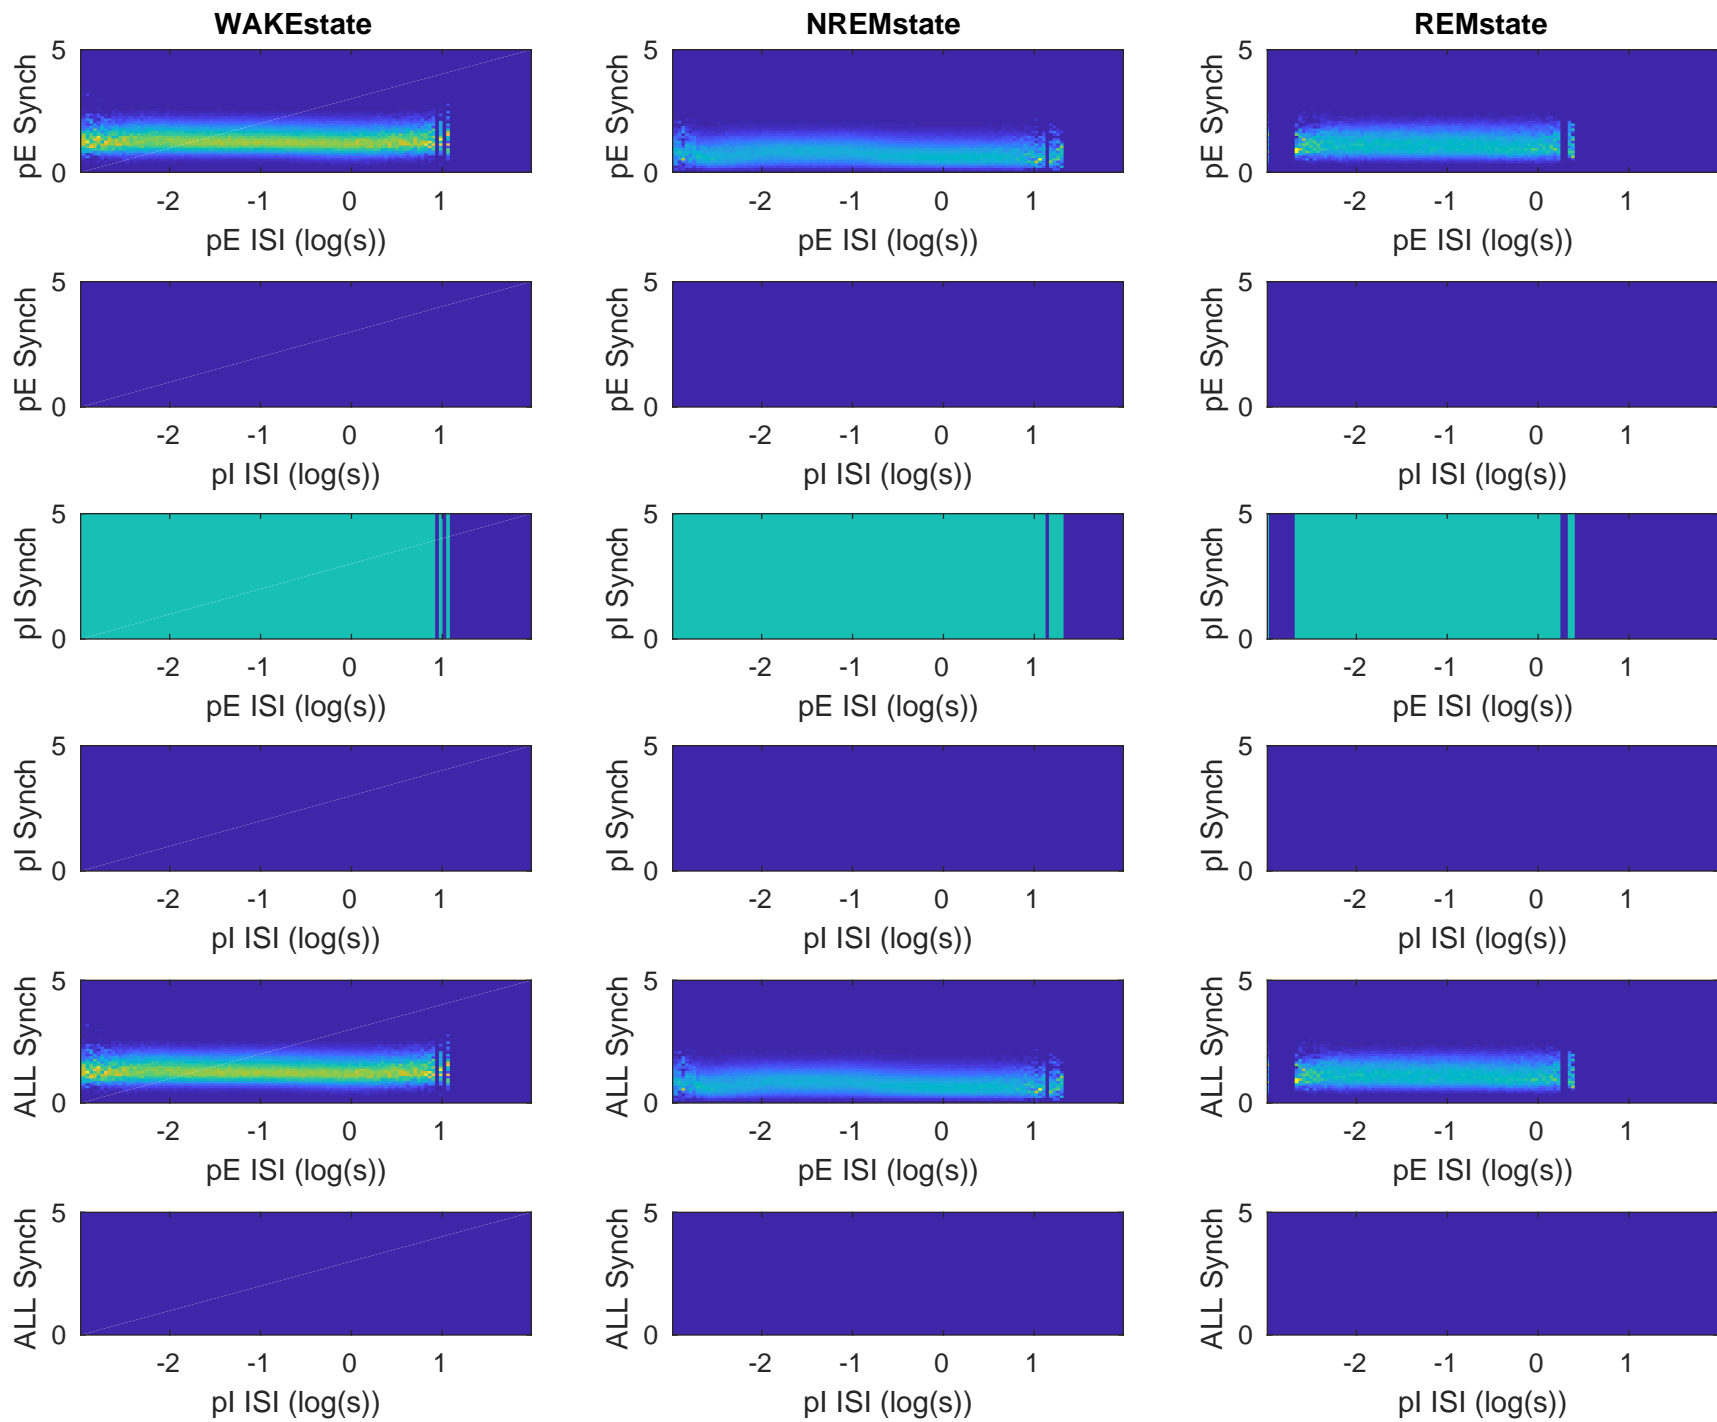 WAKEstate NREMstate REMstate
5 5 5
pE Synch pE Synch pE Synch
0 0 0
-2 -1 0 1 -2 -1 0 1 -2 -1 0 1
pE ISI (log(s)) pE ISI (log(s)) pE ISI (log(s))
5 5 5
pE Synch pE Synch pE Synch
0 0 0
-2 -1 0 1 -2 -1 0 1 -2 -1 0 1
pI ISI (log(s)) pI ISI (log(s)) pI ISI (log(s))
5 5 5
pI Synch pI Synch pI Synch
0 0 0
-2 -1 0 1 -2 -1 0 1 -2 -1 0 1
pE ISI (log(s)) pE ISI (log(s)) pE ISI (log(s))
5 5 5
pI Synch pI Synch pI Synch
0 0 0
-2 -1 0 1 -2 -1 0 1 -2 -1 0 1
pI ISI (log(s)) pI ISI (log(s)) pI ISI (log(s))
5 5 5
ALL Synch ALL Synch ALL Synch
0 0 0
-2 -1 0 1 -2 -1 0 1 -2 -1 0 1
pE ISI (log(s)) pE ISI (log(s)) pE ISI (log(s))
5 5 5
ALL Synch ALL Synch ALL Synch
0 0 0
-2 -1 0 1 -2 -1 0 1 -2 -1 0 1
pI ISI (log(s)) pI ISI (log(s)) pI ISI (log(s))